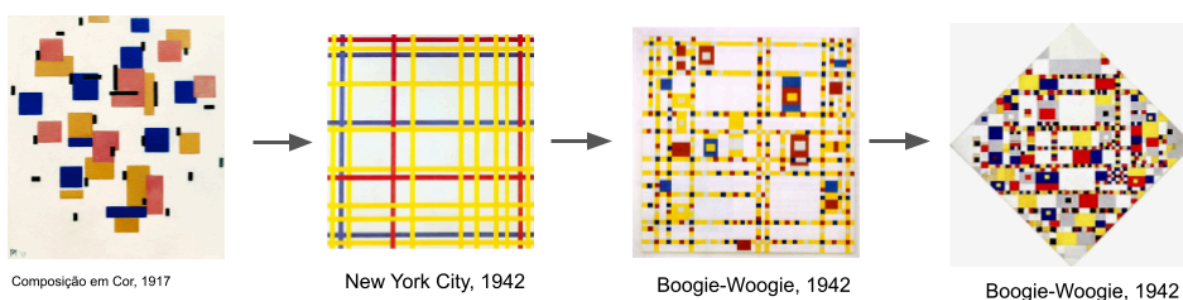 Composição em Cor, 1917
New York City, 1942
Boogie-Woogie, 1942
Boogie-Woogie, 1942